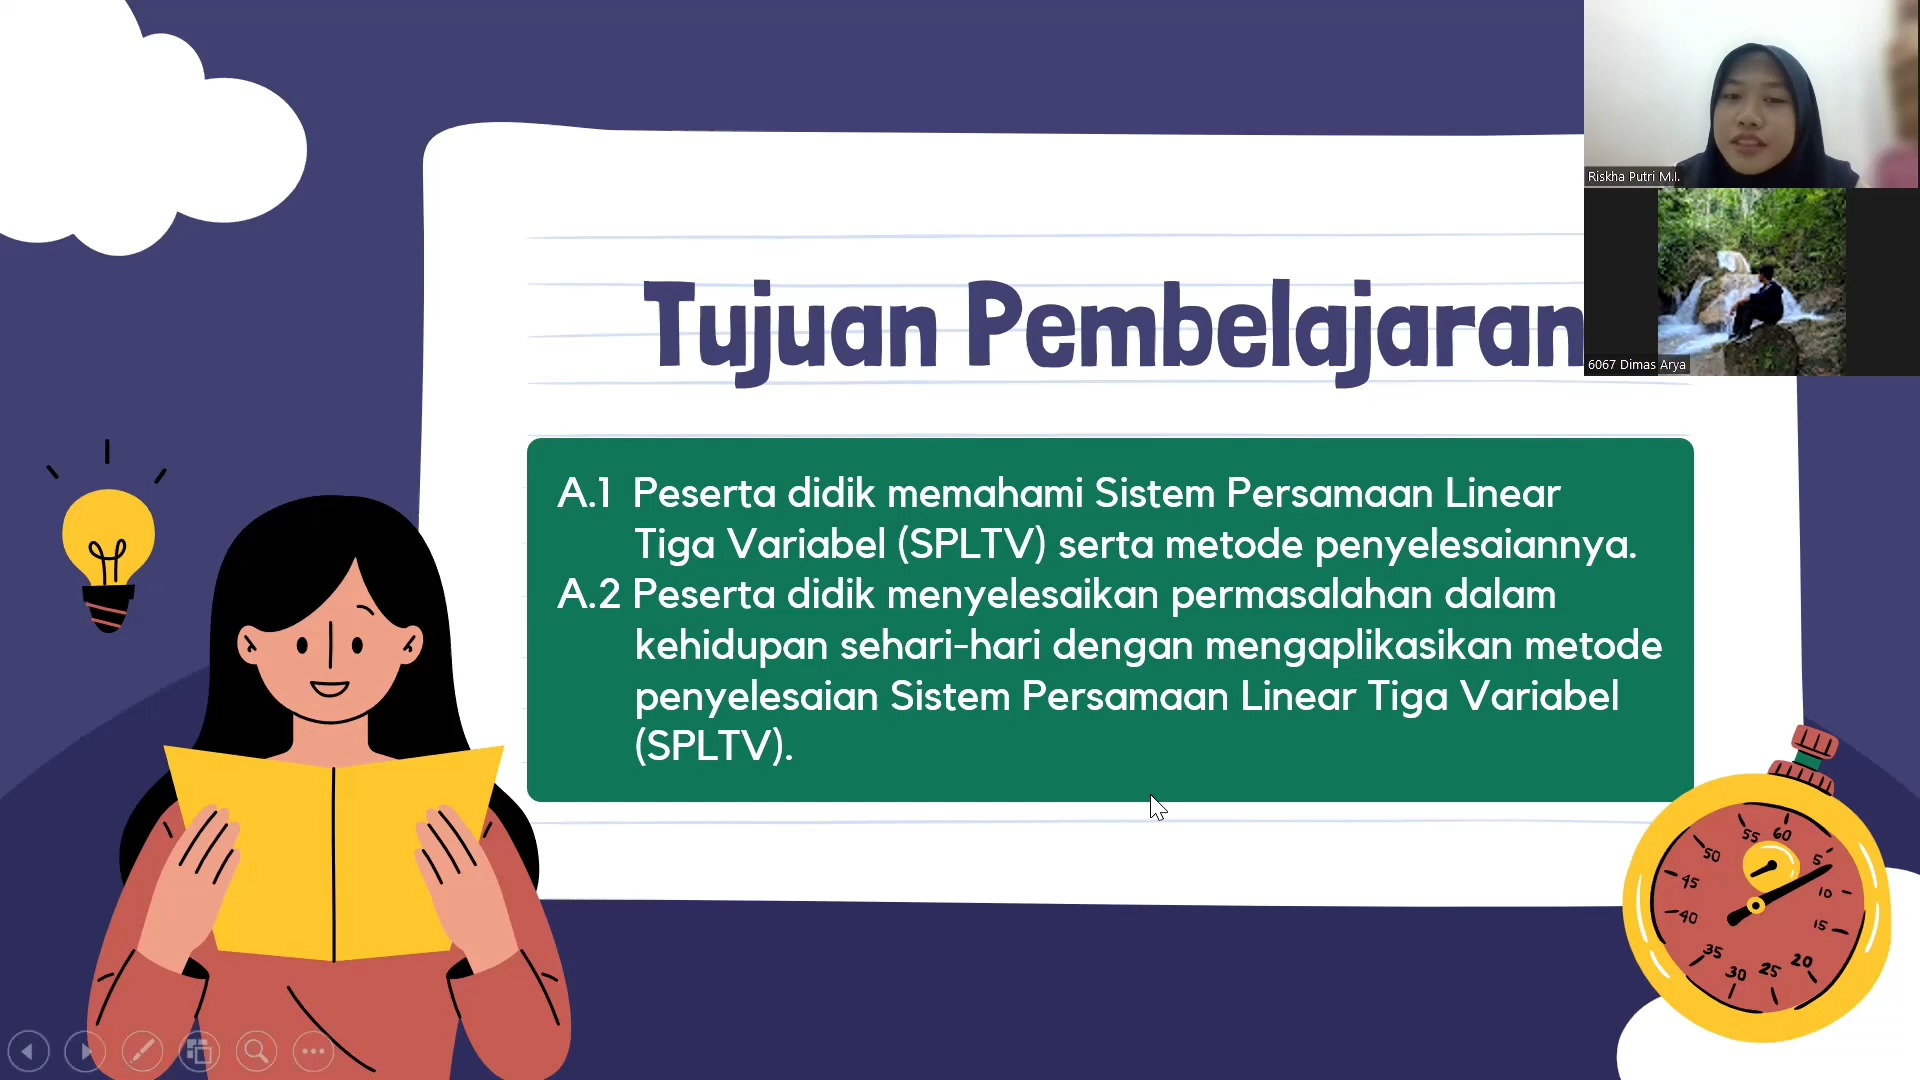 Riskha Putri M.I.
6067 Dimas Arya
Tujuan Pembelajaran
A.1 Peserta didik memahami Sistem Persamaan Linear
Tiga Variabel (SPLTV) serta metode penyelesaiannya.
A.2 Peserta didik menyelesaikan permasalahan dalam
kehidupan sehari-hari dengan mengaplikasikan metode
penyelesaian Sistem Persamaan Linear Tiga Variabel
(SPLTV).
60
5
10
15
20
25
30
35
40
45
50
55